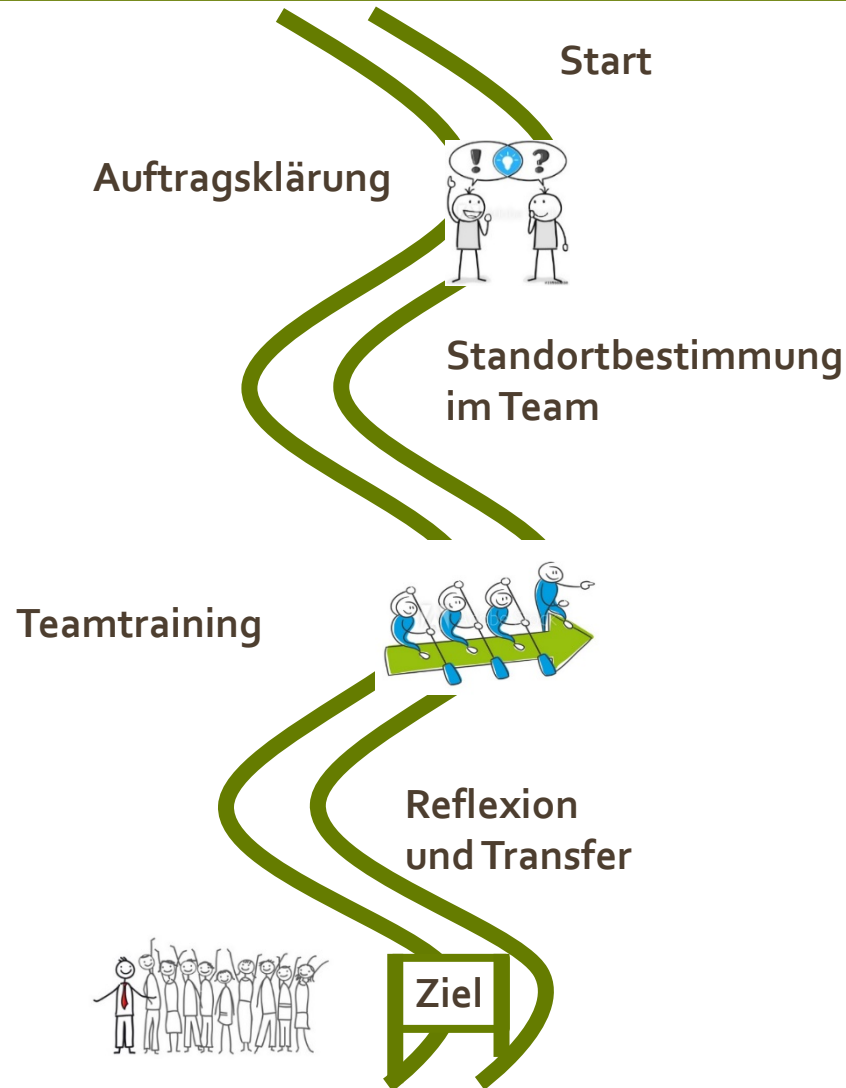 Start
Auftragsklärung
! ?
Standortbestimmung
im Team
Teamtraining
Reflexion
und Transfer
Ziel